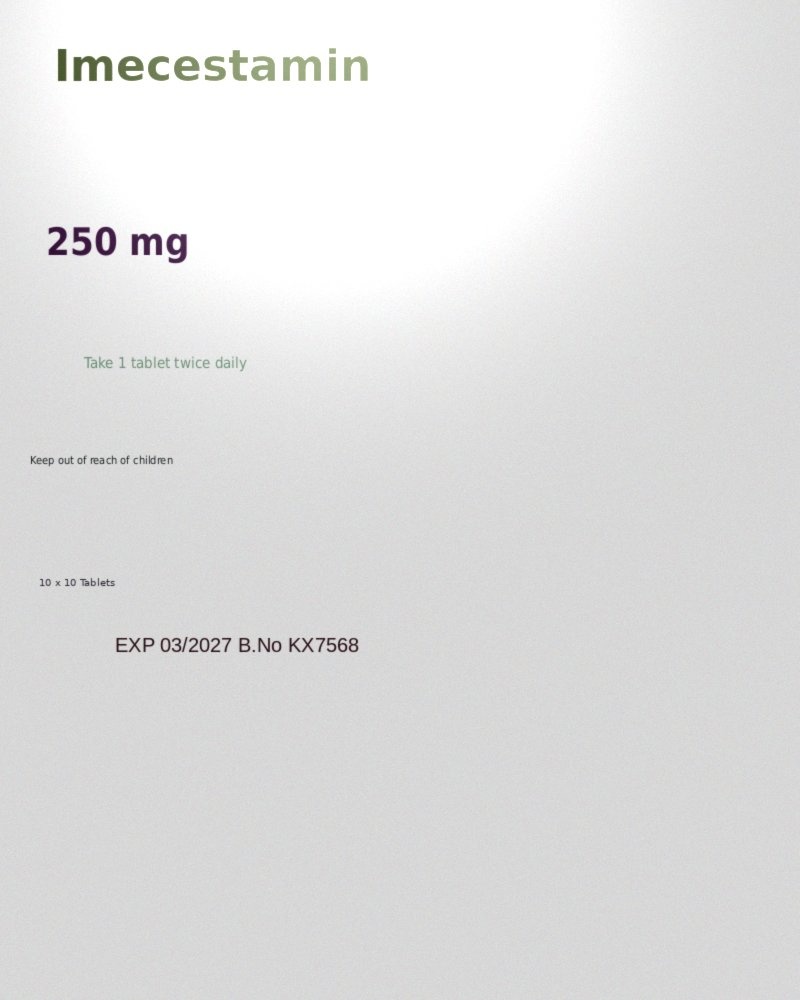 Imecestamin
250 mg
Take 1 tablet twice daily
Keep out of reach of children
10 x 10 Tablets
EXP 03/2027 B.No KX7568